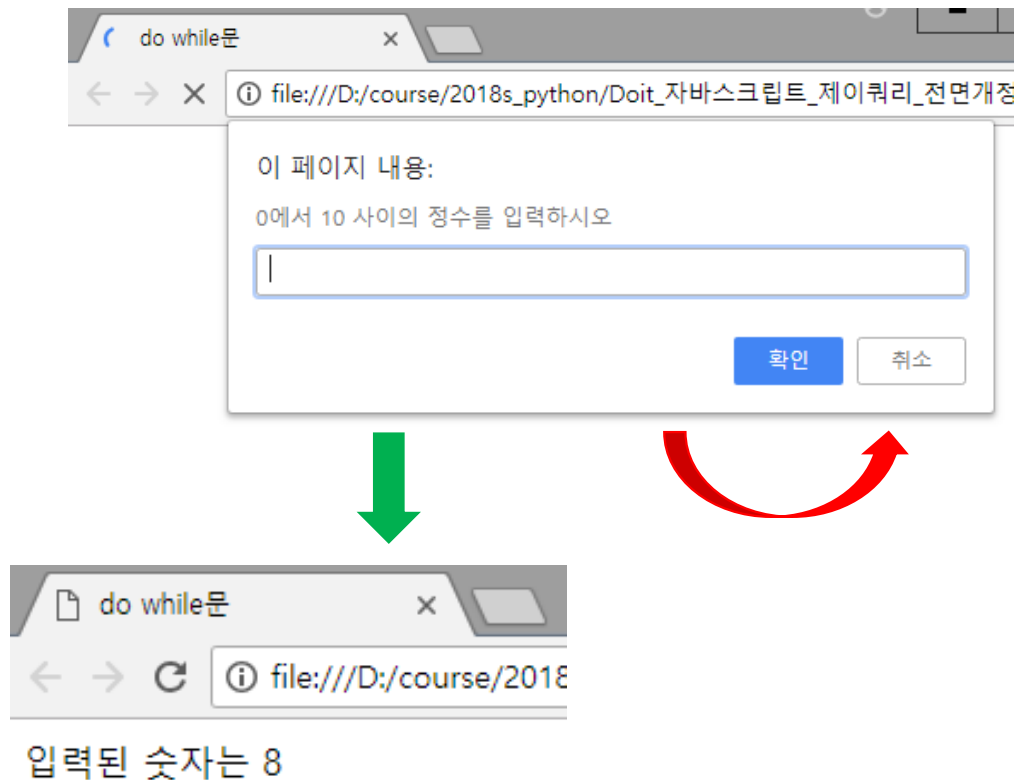 do while문
file:///D:/course/2018s_python/Doit_자바스크립트_제이쿼리_전면개정
이 페이지 내용:
0에서 10 사이의 정수를 입력하시오
확인 취소
do while문
file:///D:/course/2018
입력된 숫자는 8